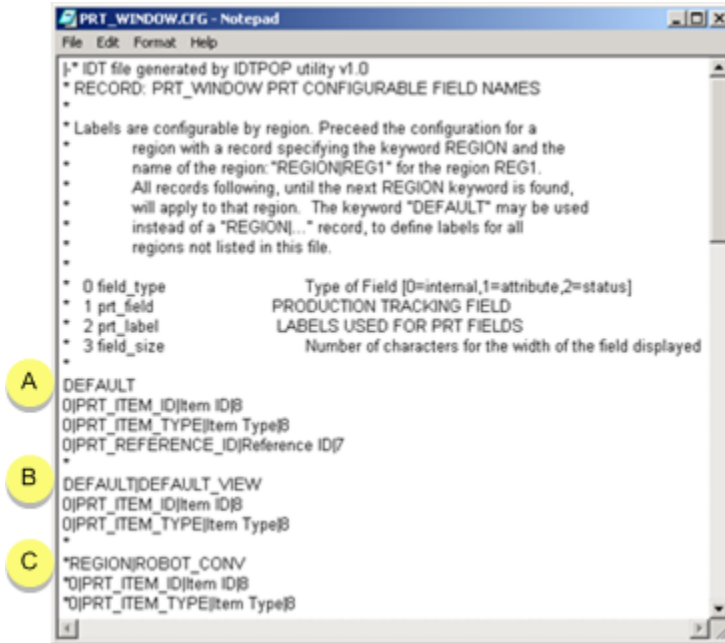 PRT_WINDOW.CFG - Notepad
File Edit Format Help
|-* IDT file generated by IDTPOP utility v1.0
* RECORD: PRT_WINDOW PRT CONFIGURABLE FIELD NAMES
*
* Labels are configurable by region. Preceed the configuration for a
* region with a record specifying the keyword REGION and the
* name of the region: "REGION|REG1" for the region REG1.
* All records following, until the next REGION keyword is found,
* will apply to that region. The keyword "DEFAULT" may be used
* instead of a "REGION|..." record, to define labels for all
* regions not listed in this file.
*
* 0 field_type Type of Field [0=internal,1=attribute,2=status]
* 1 prt_field PRODUCTION TRACKING FIELD
* 2 prt_label LABELS USED FOR PRT FIELDS
* 3 field_size Number of characters for the width of the field displayed
*
A
DEFAULT
0|PRT_ITEM_ID|Item ID|8
0|PRT_ITEM_TYPE|Item Type|8
0|PRT_REFERENCE_ID|Reference ID|7
*
B
DEFAULT|DEFAULT_VIEW
0|PRT_ITEM_ID|Item ID|8
0|PRT_ITEM_TYPE|Item Type|8
*
C
*REGION|ROBOT_CONV
*0|PRT_ITEM_ID|Item ID|8
*0|PRT_ITEM_TYPE|Item Type|8